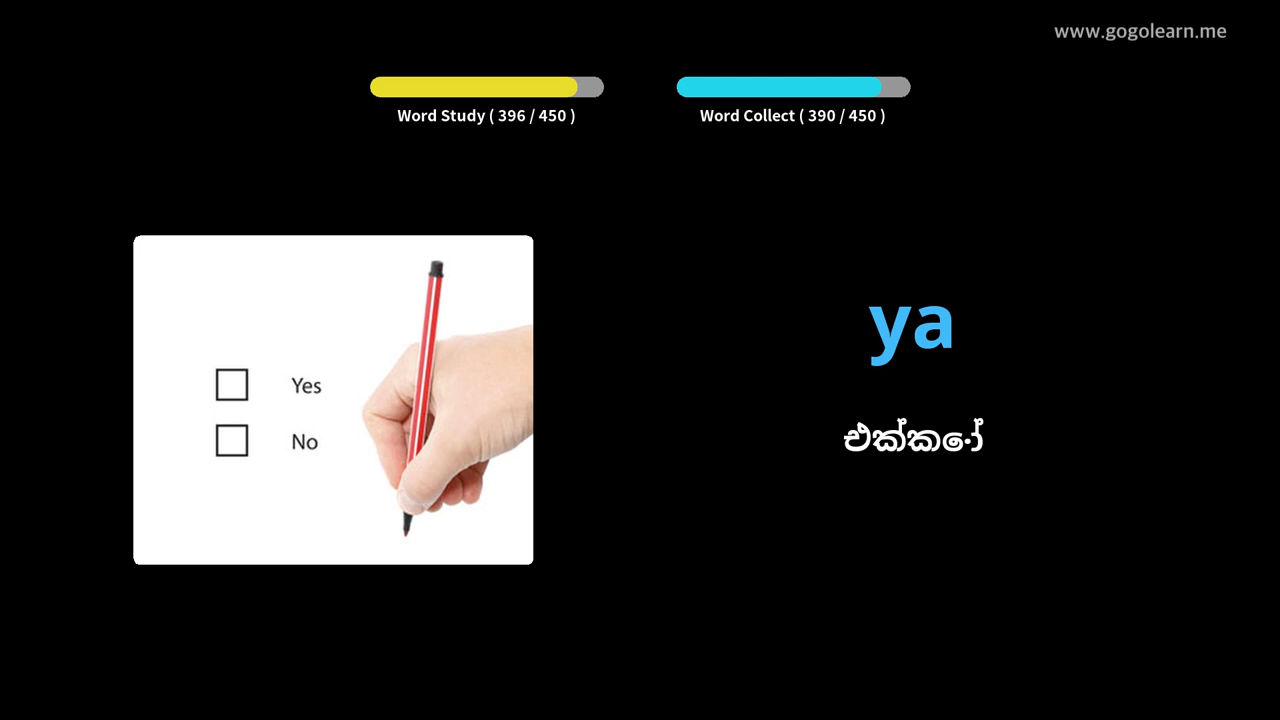 www.gogolearn.me
Word Study ( 396 / 450 )
Word Collect ( 390 / 450 )
Yes
No
ya
එක්කෝ